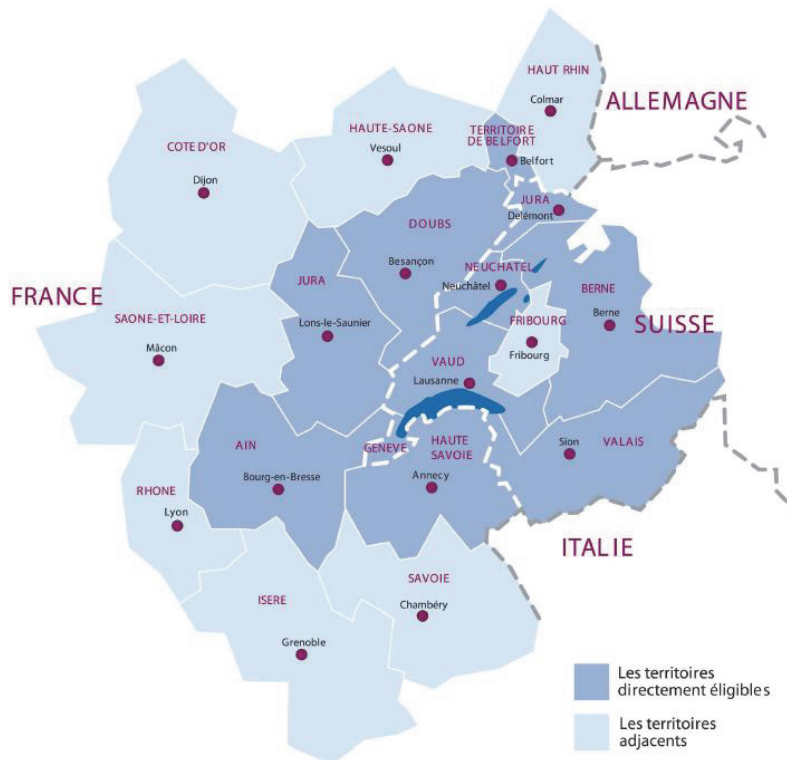 HAUT RHIN
Colmar
ALLEMAGNE
HAUTE-SAONE
Vesoul
TERRITOIRE
DE BELFORT
Belfort
COTE D'OR
Dijon
JURA
Delémont
DOUBS
Besançon
NEUCHATEL
Neuchâtel
JURA
Lons-le-Saunier
BERNE
Berne
FRANCE
SUISSE
SAONE-ET-LOIRE
Mâcon
FRIBOURG
Fribourg
VAUD
Lausanne
AIN
Bourg-en-Bresse
GENEVE
HAUTE
SAVOIE
Annecy
Sion
VALAIS
RHONE
Lyon
ITALIE
SAVOIE
Chambéry
ISERE
Grenoble
Les territoires
directement éligibles
Les territoires
adjacents